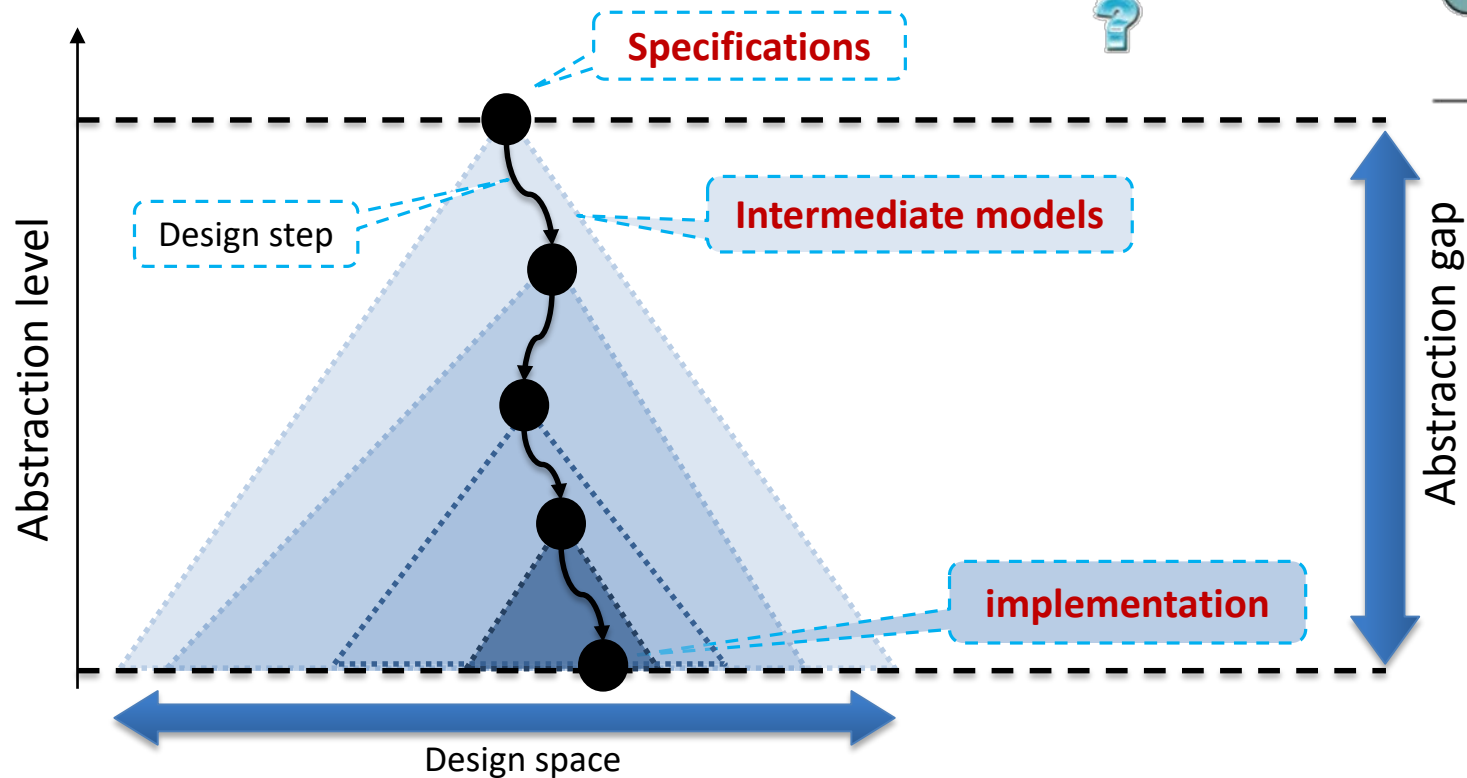 Specifications
Intermediate models
Design step
Abstraction level
Abstraction gap
implementation
Design space